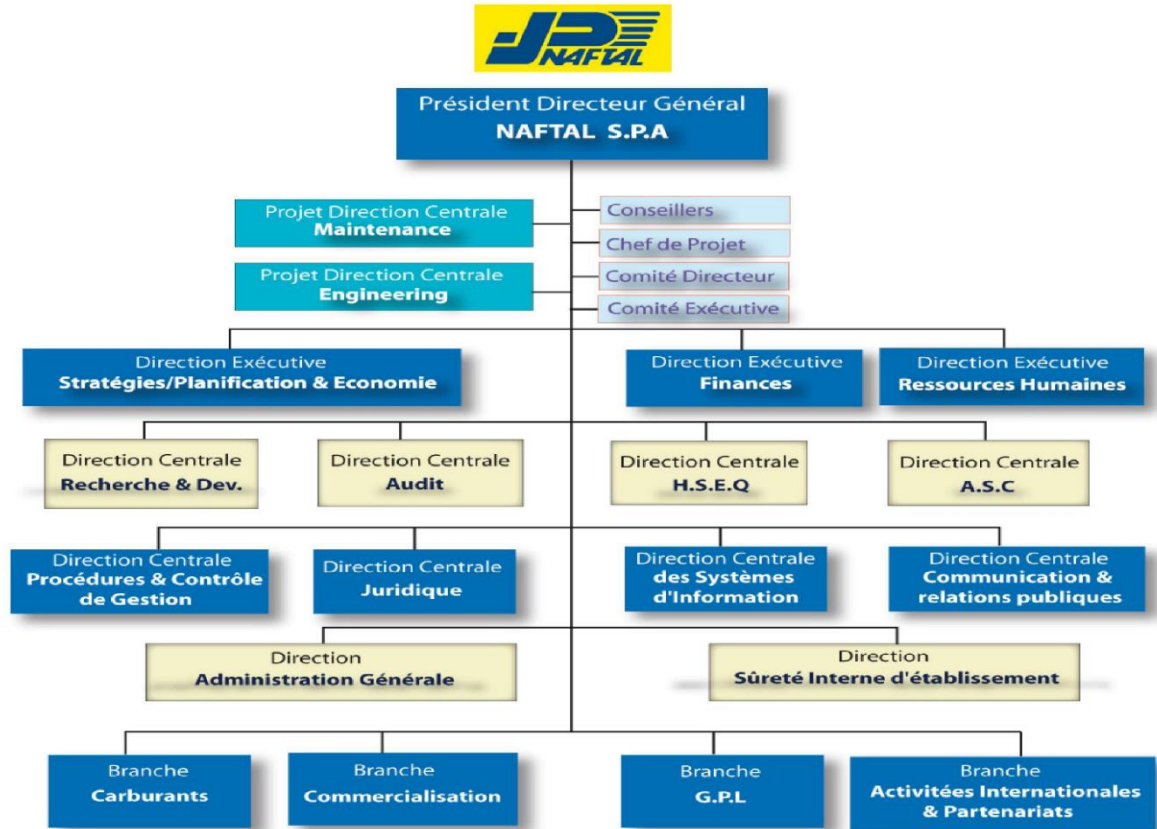 NAFTAL
Président Directeur Général
NAFTAL S.P.A
Projet Direction Centrale
Maintenance
Conseillers
Chef de Projet
Projet Direction Centrale
Engineering
Comité Directeur
Comité Exécutive
Direction Exécutive
Stratégies/Planification & Economie
Direction Exécutive
Finances
Direction Exécutive
Ressources Humaines
Direction Centrale
Recherche & Dev.
Direction Centrale
Audit
Direction Centrale
H.S.E.Q
Direction Centrale
A.S.C
Direction Centrale
Procédures & Contrôle
de Gestion
Direction Centrale
Juridique
Direction Centrale
des Systèmes
d'Information
Direction Centrale
Communication &
relations publiques
Direction
Administration Générale
Direction
Sûreté Interne d'établissement
Branche
Carburants
Branche
Commercialisation
Branche
G.P.L
Branche
Activitées Internationales
& Partenariats